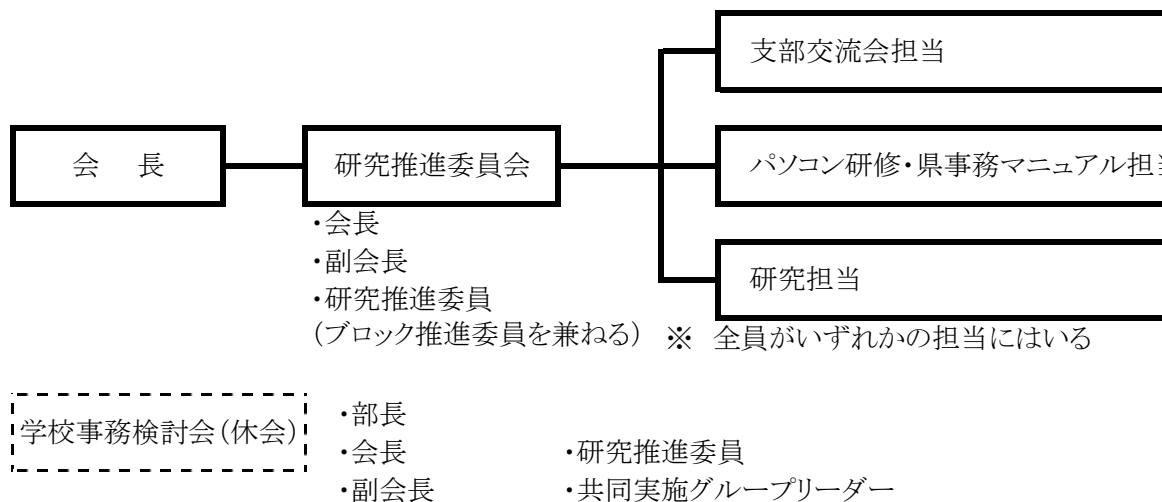 支部交流会担当
会　長
研究推進委員会
パソコン研修・県事務マニュアル担
・会長
・副会長
・研究推進委員
研究担当
(ブロック推進委員を兼ねる)　※　全員がいずれかの担当にはいる
学校事務検討会(休会)
・部長
・会長　・研究推進委員
・副会長　・共同実施グループリーダー